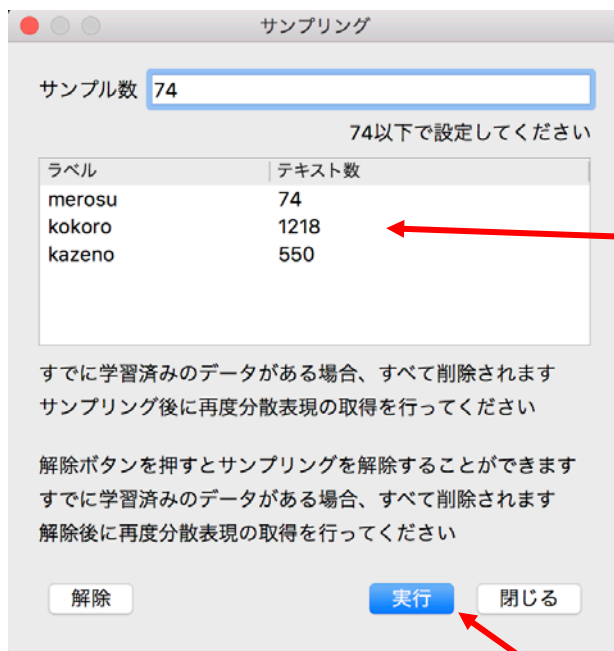 サンプリング
サンプル数 74
74以下で設定してください
ラベル テキスト数
merosu 74
kokoro 1218
kazeno 550
すでに学習済みのデータがある場合、すべて削除されます
サンプリング後に再度分散表現の取得を行ってください
解除ボタンを押すとサンプリングを解除することができます
すでに学習済みのデータがある場合、すべて削除されます
解除後に再度分散表現の取得を行ってください
解除 実行 閉じる